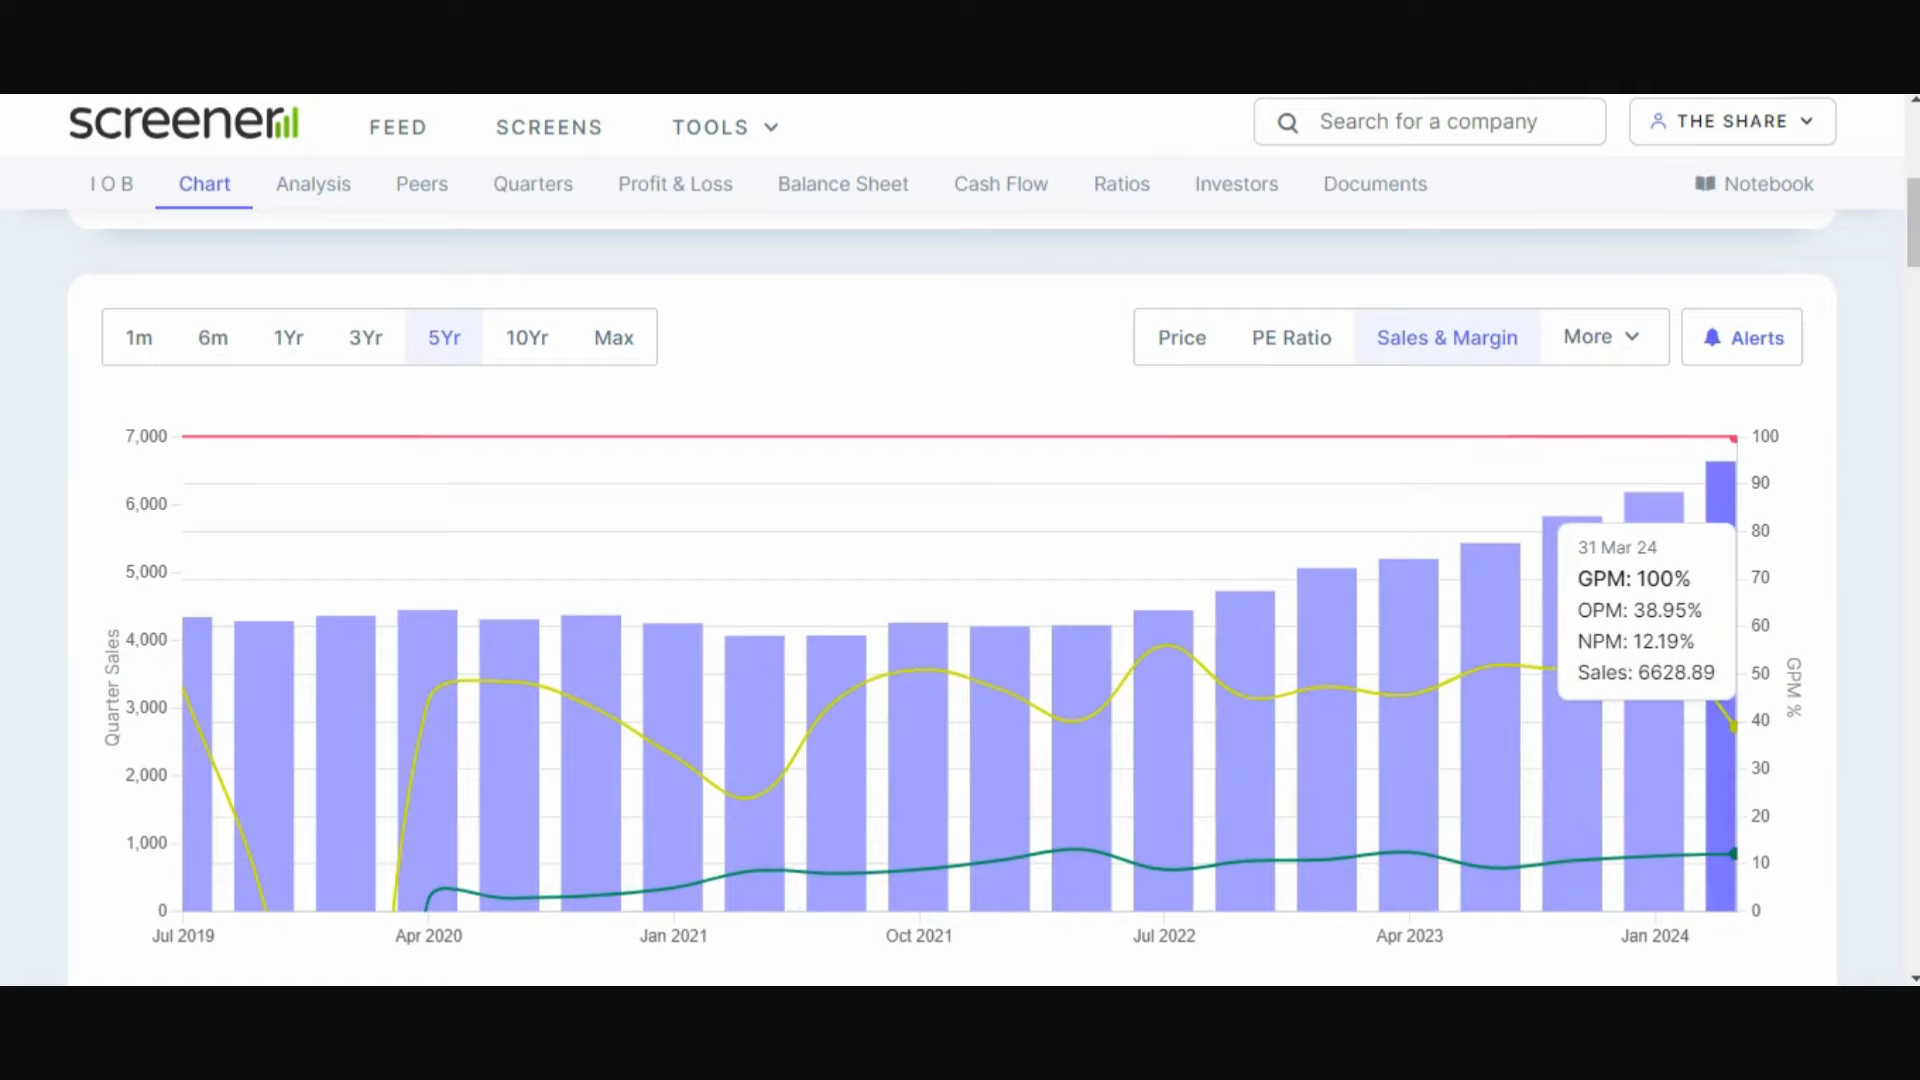 screener
FEED
SCREENS
TOOLS
Search for a company
THE SHARE
I O B
Chart
Analysis
Peers
Quarters
Profit & Loss
Balance Sheet
Cash Flow
Ratios
Investors
Documents
Notebook
1m
6m
1Yr
3Yr
5Yr
10Yr
Max
Price
PE Ratio
Sales & Margin
More
Alerts
7,000
6,000
5,000
4,000
3,000
2,000
1,000
0
Quarter Sales
31 Mar 24
GPM: 100%
OPM: 38.95%
NPM: 12.19%
Sales: 6628.89
100
90
80
70
60
50
40
30
20
10
0
GPM %
Jul 2019
Apr 2020
Jan 2021
Oct 2021
Jul 2022
Apr 2023
Jan 2024